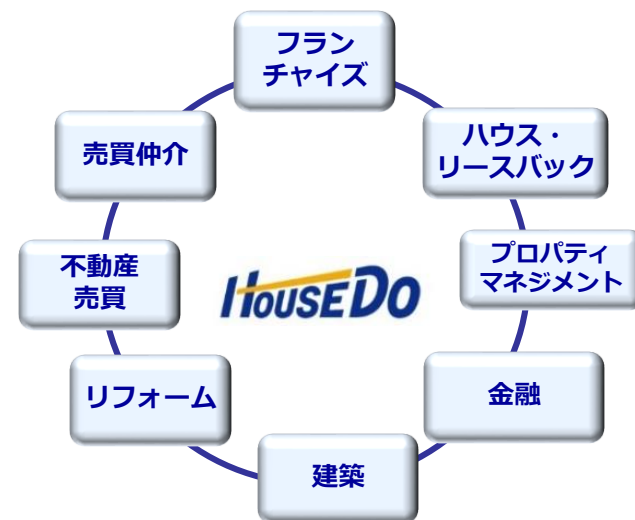 フラン
チャイズ
ハウス・
リースバック
プロパティ
マネジメント
金融
建築
リフォーム
不動産
売買
売買仲介
HOUSEDO